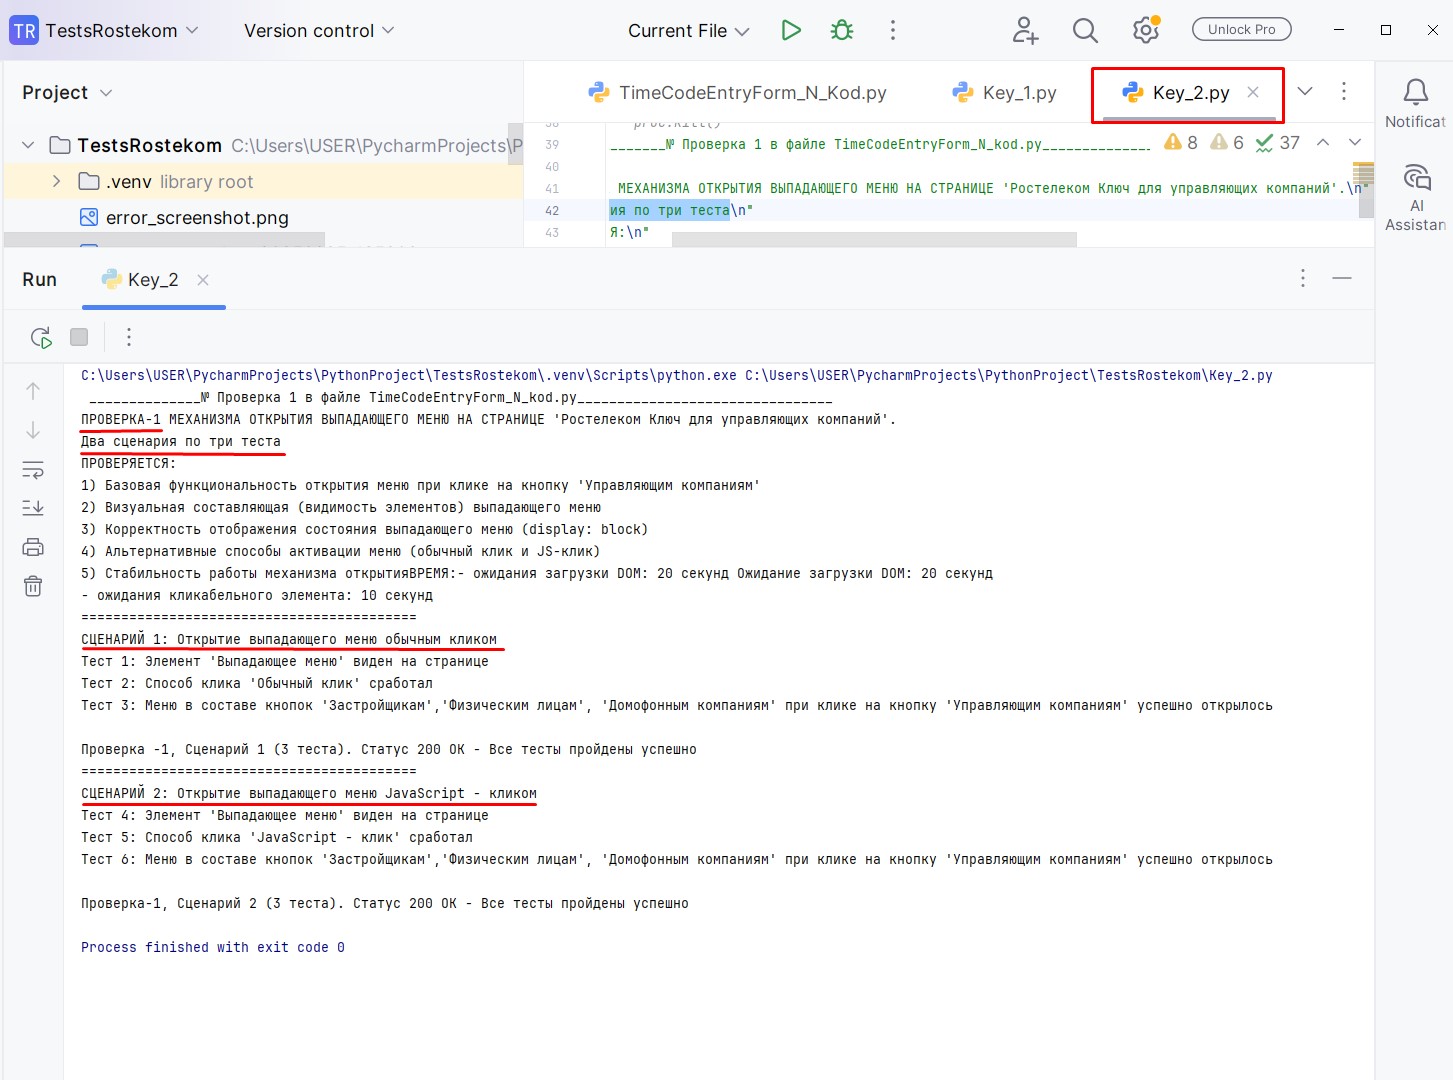 TR TestsRostekom Version control Current File Unlock Pro
Project TimeCodeEntryForm_N_Kod.py Key_1.py Key_2.py
Notificat
AI
Assistan
TestsRostekom C:\Users\USER\PycharmProjects\P
.venv library root
error_screenshot.png
38 proc.kill()
39 _______№ Проверка 1 в файле TimeCodeEntryForm_N_kod.py______________ 8 6 37
40
41 МЕХАНИЗМА ОТКРЫТИЯ ВЫПАДАЮЩЕГО МЕНЮ НА СТРАНИЦЕ 'Ростелеком Ключ для управляющих компаний'.\n"
42 ия по три теста\n"
43 Я:\n"
Run Key_2
C:\Users\USER\PycharmProjects\PythonProject\TestsRostekom\.venv\Scripts\python.exe C:\Users\USER\PycharmProjects\PythonProject\TestsRostekom\Key_2.py
______________№ Проверка 1 в файле TimeCodeEntryForm_N_kod.py________________________________
ПРОВЕРКА-1 МЕХАНИЗМА ОТКРЫТИЯ ВЫПАДАЮЩЕГО МЕНЮ НА СТРАНИЦЕ 'Ростелеком Ключ для управляющих компаний'.
Два сценария по три теста
ПРОВЕРЯЕТСЯ:
1) Базовая функциональность открытия меню при клике на кнопку 'Управляющим компаниям'
2) Визуальная составляющая (видимость элементов) выпадающего меню
3) Корректность отображения состояния выпадающего меню (display: block)
4) Альтернативные способы активации меню (обычный клик и JS-клик)
5) Стабильность работы механизма открытияВРЕМЯ:- ожидания загрузки DOM: 20 секунд Ожидание загрузки DOM: 20 секунд
- ожидания кликабельного элемента: 10 секунд
==========================================
СЦЕНАРИЙ 1: Открытие выпадающего меню обычным кликом
Тест 1: Элемент 'Выпадающее меню' виден на странице
Тест 2: Способ клика 'Обычный клик' сработал
Тест 3: Меню в составе кнопок 'Застройщикам','Физическим лицам', 'Домофонным компаниям' при клике на кнопку 'Управляющим компаниям' успешно открылось
Проверка -1, Сценарий 1 (3 теста). Статус 200 ОК - Все тесты пройдены успешно
==========================================
СЦЕНАРИЙ 2: Открытие выпадающего меню JavaScript - кликом
Тест 4: Элемент 'Выпадающее меню' виден на странице
Тест 5: Способ клика 'JavaScript - клик' сработал
Тест 6: Меню в составе кнопок 'Застройщикам','Физическим лицам', 'Домофонным компаниям' при клике на кнопку 'Управляющим компаниям' успешно открылось
Проверка-1, Сценарий 2 (3 теста). Статус 200 ОК - Все тесты пройдены успешно
Process finished with exit code 0